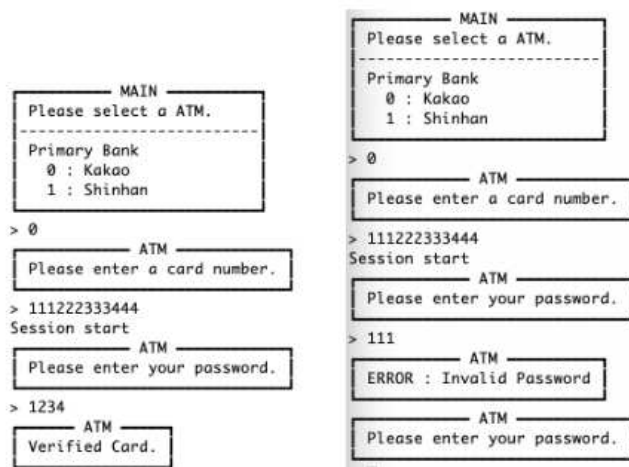 MAIN
Please select a ATM.
Primary Bank
0 : Kakao
1 : Shinhan
> 0
ATM
Please enter a card number.
> 111222333444
Session start
ATM
Please enter your password.
> 1234
ATM
Verified Card.
MAIN
Please select a ATM.
Primary Bank
0 : Kakao
1 : Shinhan
> 0
ATM
Please enter a card number.
> 111222333444
Session start
ATM
Please enter your password.
> 111
ATM
ERROR : Invalid Password
ATM
Please enter your password.